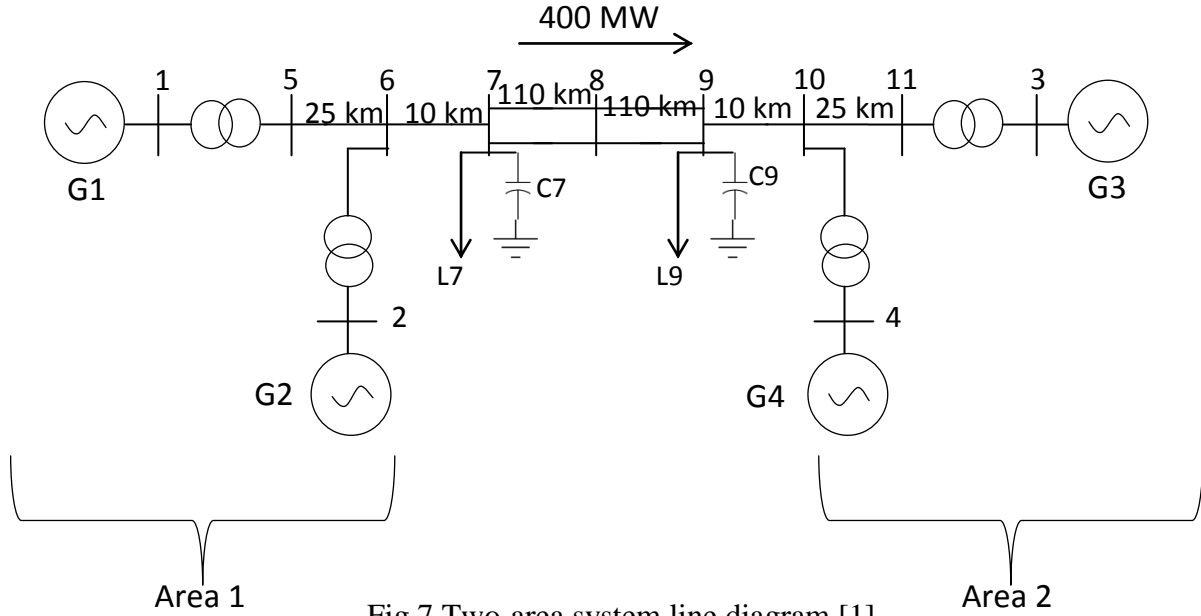 400 MW
1 5 6 7 8 9 10 11 3
25 km 10 km 110 km 110 km 10 km 25 km
G1 C7 C9 G3
L7 L9
2 4
G2 G4
Area 1 Area 2
Fig 7 Two-area system line diagram [1]